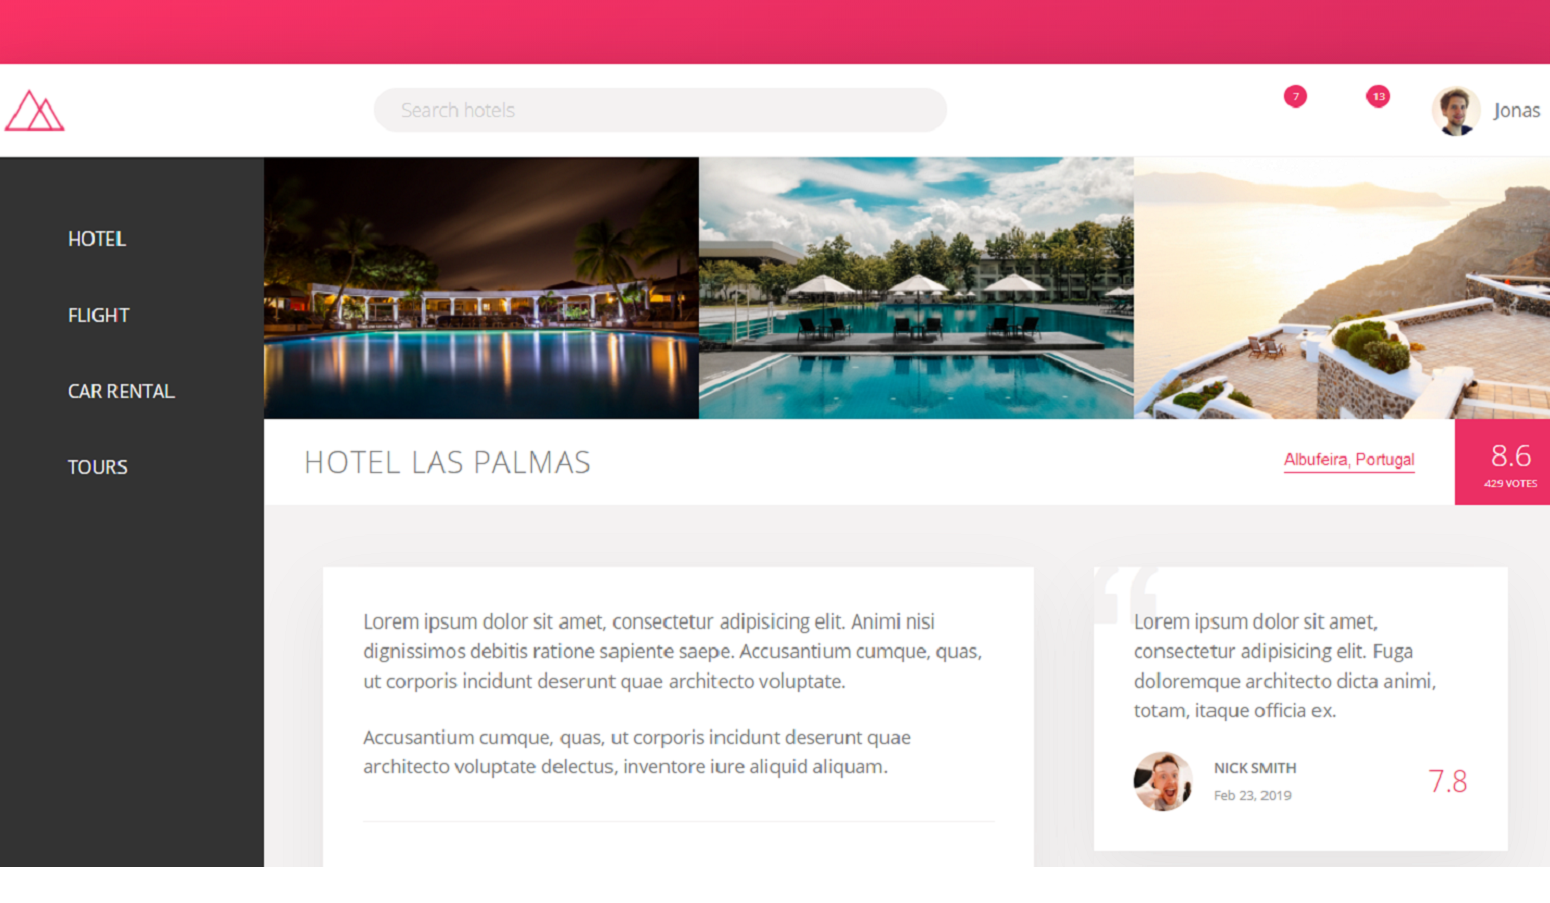 Search hotels
7
13
Jonas
HOTEL
FLIGHT
CAR RENTAL
TOURS
HOTEL LAS PALMAS
Albufeira, Portugal
8.6
429 VOTES
Lorem ipsum dolor sit amet, consectetur adipisicing elit. Animi nisi
dignissimos debitis ratione sapiente saepe. Accusantium cumque, quas,
ut corporis incidunt deserunt quae architecto voluptate.
Accusantium cumque, quas, ut corporis incidunt deserunt quae
architecto voluptate delectus, inventore iure aliquid aliquam.
“
Lorem ipsum dolor sit amet,
consectetur adipisicing elit. Fuga
doloremque architecto dicta animi,
totam, itaque officia ex.
NICK SMITH
Feb 23, 2019
7.8